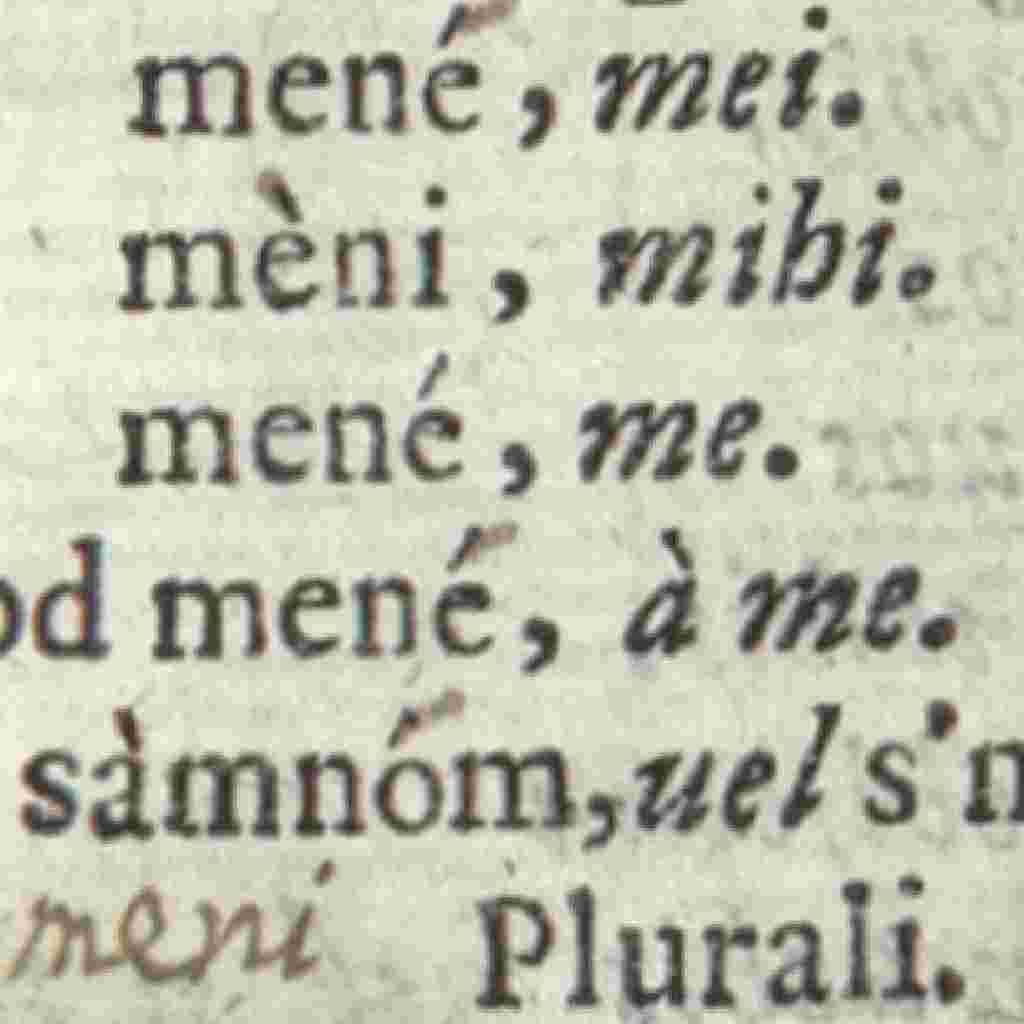 mené, mei.
mèni, mihi.
mené, me.
od mené, à me.
sàmnóm, uel s'n
meni Plurali.